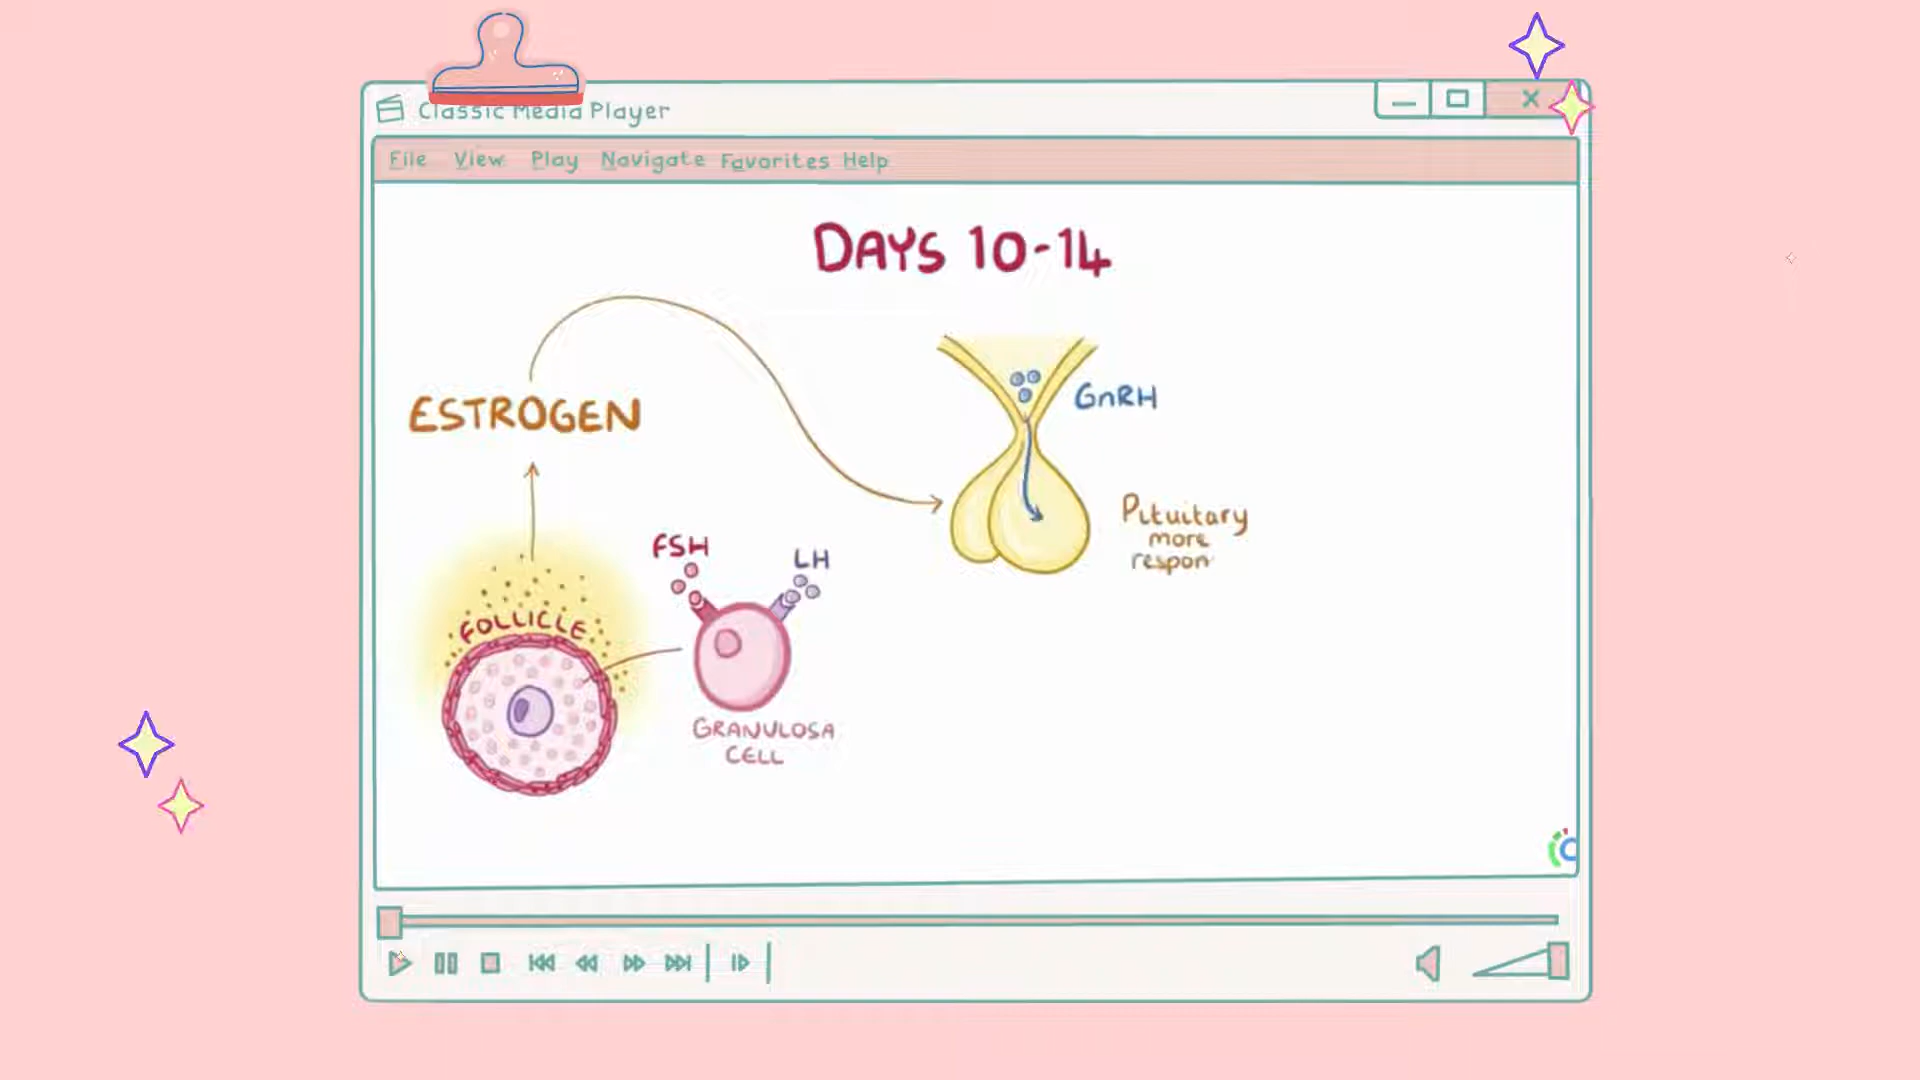 Classic Media Player
File View Play Navigate Favorites Help
DAYS 10-14
ESTROGEN
GnRH
Pituitary
more
respon
FSH
LH
FOLLICLE
GRANULOSA
CELL